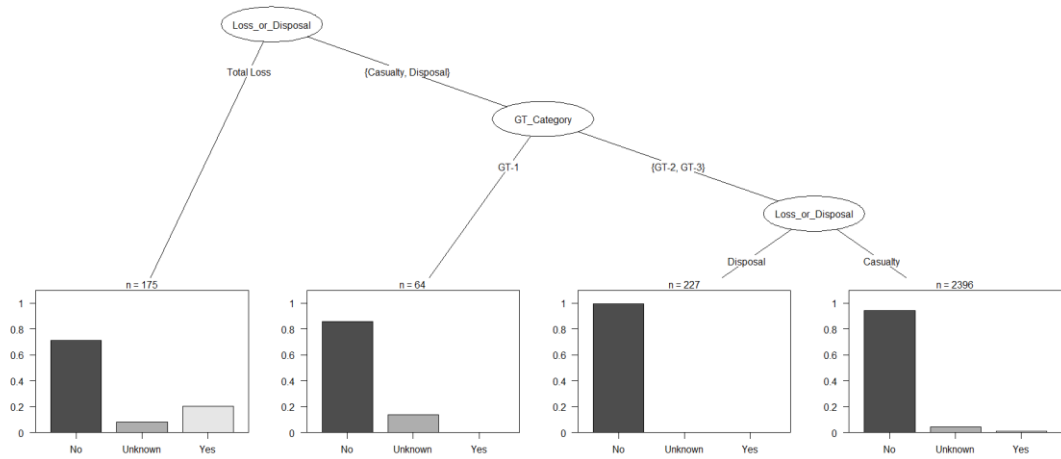 Loss_or_Disposal
Total Loss
{Casualty, Disposal}
GT_Category
GT-1
{GT-2, GT-3}
Loss_or_Disposal
Disposal
Casualty
n = 175
1
0.8
0.6
0.4
0.2
0
No Unknown Yes
n = 64
1
0.8
0.6
0.4
0.2
0
No Unknown Yes
n = 227
1
0.8
0.6
0.4
0.2
0
No Unknown Yes
n = 2396
1
0.8
0.6
0.4
0.2
0
No Unknown Yes